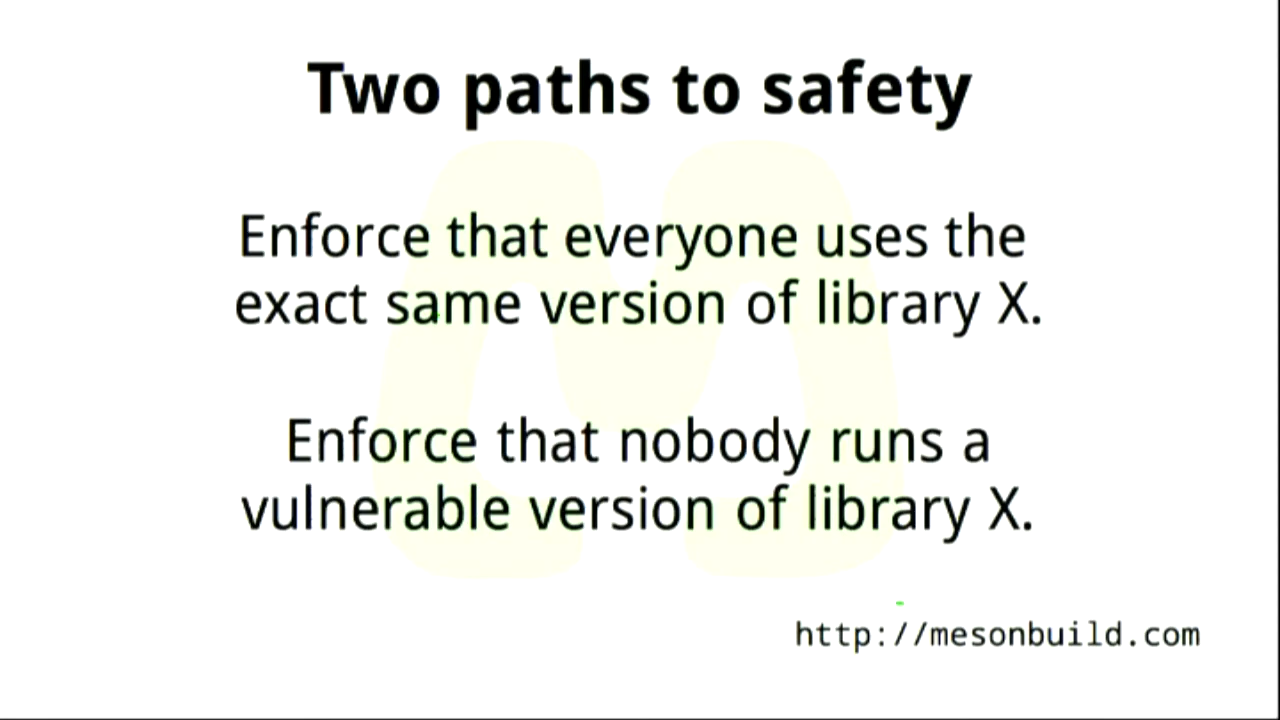 Two paths to safety
Enforce that everyone uses the
exact same version of library X.
Enforce that nobody runs a
vulnerable version of library X.
http://mesonbuild.com